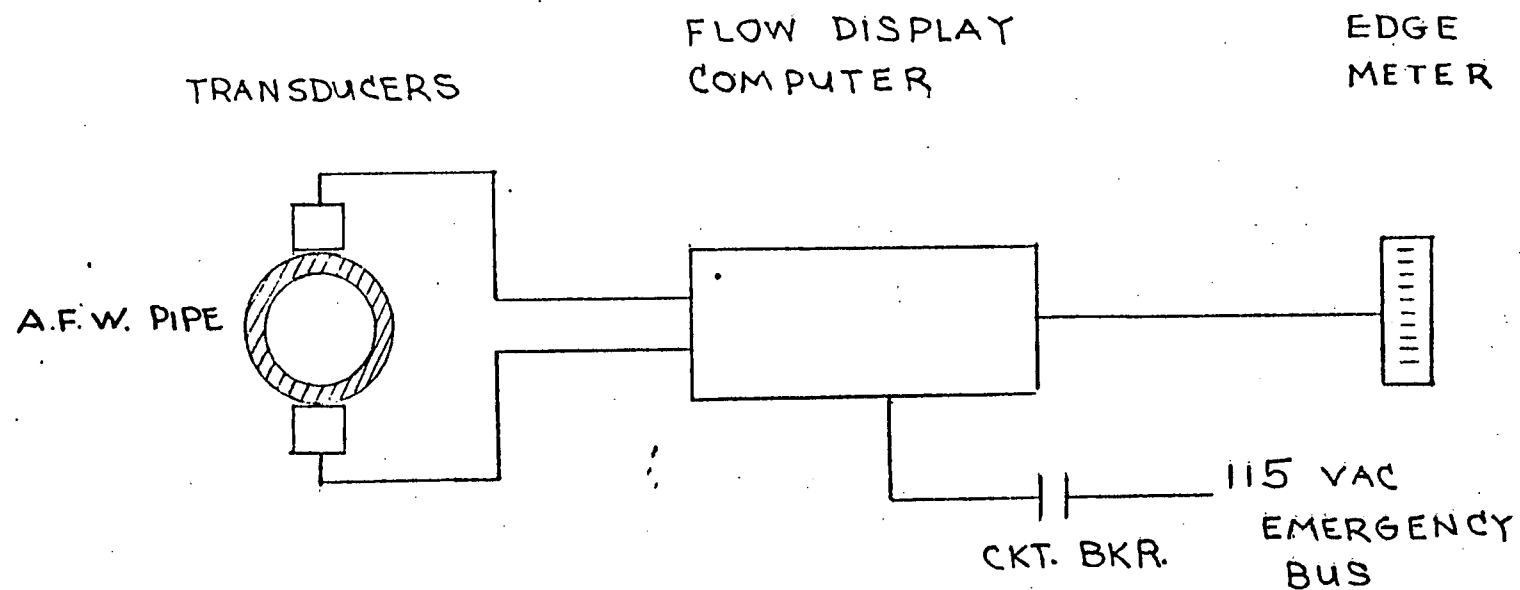 TRANSDUCERS
FLOW DISPLAY
COMPUTER
EDGE
METER
A.F.W. PIPE
115 VAC
EMERGENCY
BUS
CKT. BKR.